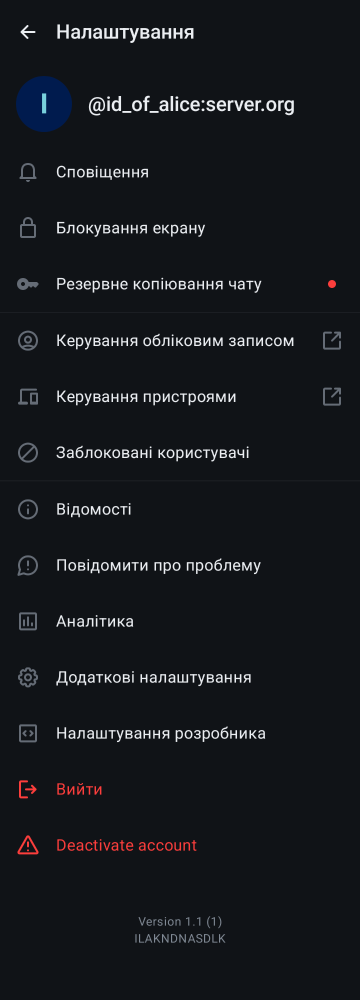 Налаштування
I
@id_of_alice:server.org
Сповіщення
Блокування екрану
Резервне копіювання чату
Керування обліковим записом
Керування пристроями
Заблоковані користувачі
Відомості
Повідомити про проблему
Аналітика
Додаткові налаштування
Налаштування розробника
Вийти
Deactivate account
Version 1.1 (1)
ILAKNDNASDLK